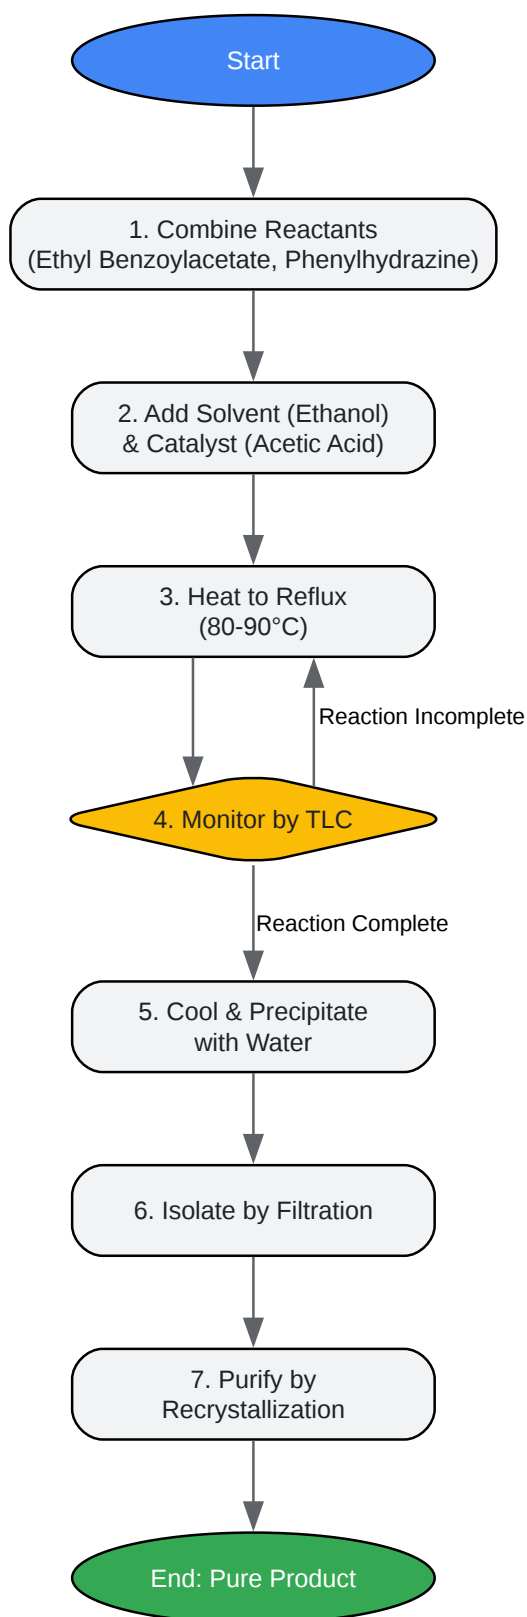 Start
1. Combine Reactants
(Ethyl Benzoylacetate, Phenylhydrazine)
2. Add Solvent (Ethanol)
& Catalyst (Acetic Acid)
3. Heat to Reflux
(80-90°C)
Reaction Incomplete
4. Monitor by TLC
Reaction Complete
5. Cool & Precipitate
with Water
6. Isolate by Filtration
7. Purify by
Recrystallization
End: Pure Product